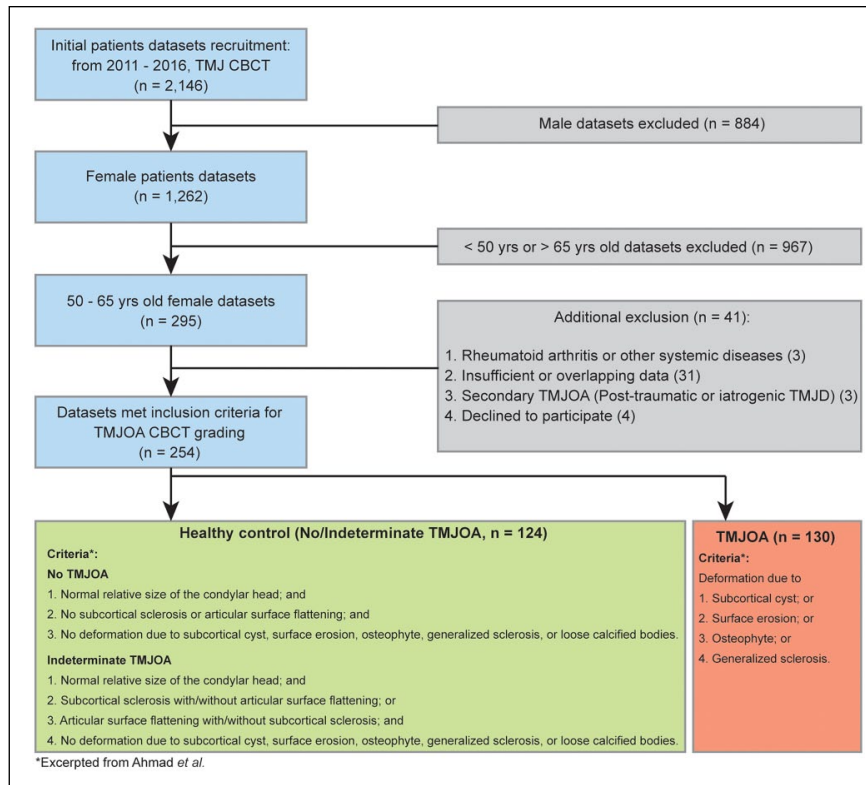 Initial patients datasets recruitment:
from 2011 - 2016, TMJ CBCT
(n = 2,146)
Male datasets excluded (n = 884)
Female patients datasets
(n = 1,262)
< 50 yrs or > 65 yrs old datasets excluded (n = 967)
50 - 65 yrs old female datasets
(n = 295)
Additional exclusion (n = 41):
1. Rheumatoid arthritis or other systemic diseases (3)
2. Insufficient or overlapping data (31)
3. Secondary TMJOA (Post-traumatic or iatrogenic TMJD) (3)
4. Declined to participate (4)
Datasets met inclusion criteria for
TMJOA CBCT grading
(n = 254)
Healthy control (No/Indeterminate TMJOA, n = 124)
Criteria*:
No TMJOA
1. Normal relative size of the condylar head; and
2. No subcortical sclerosis or articular surface flattening; and
3. No deformation due to subcortical cyst, surface erosion, osteophyte, generalized sclerosis, or loose calcified bodies.
Indeterminate TMJOA
1. Normal relative size of the condylar head; and
2. Subcortical sclerosis with/without articular surface flattening; or
3. Articular surface flattening with/without subcortical sclerosis; and
4. No deformation due to subcortical cyst, surface erosion, osteophyte, generalized sclerosis, or loose calcified bodies.
TMJOA (n = 130)
Criteria*:
Deformation due to
1. Subcortical cyst; or
2. Surface erosion; or
3. Osteophyte; or
4. Generalized sclerosis.
*Excerpted from Ahmad et al.